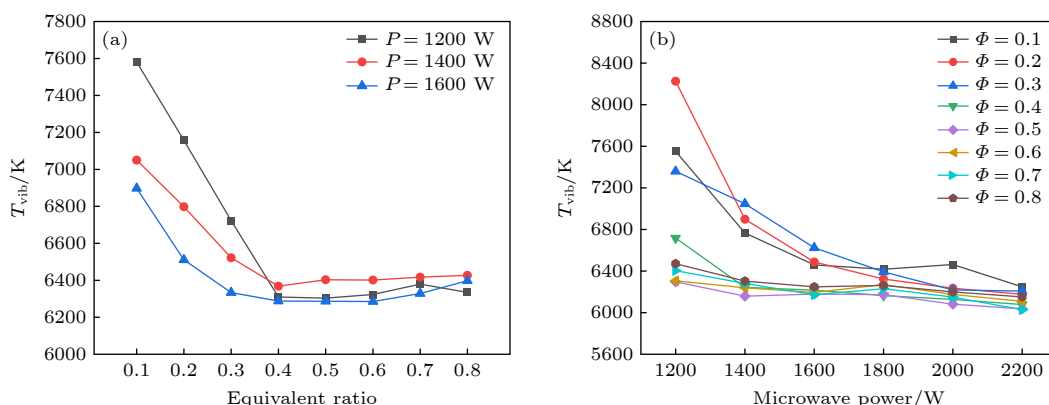 (a)
P = 1200 W
P = 1400 W
P = 1600 W
7800
7600
7400
7200
7000
6800
6600
6400
6200
6000
T_vib/K
0.1 0.2 0.3 0.4 0.5 0.6 0.7 0.8
Equivalent ratio
(b)
Φ = 0.1
Φ = 0.2
Φ = 0.3
Φ = 0.4
Φ = 0.5
Φ = 0.6
Φ = 0.7
Φ = 0.8
8800
8400
8000
7600
7200
6800
6400
6000
5600
T_vib/K
1200 1400 1600 1800 2000 2200
Microwave power/W